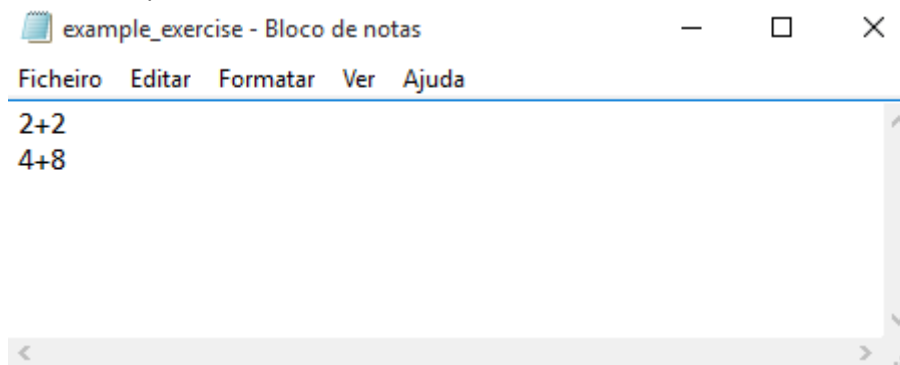 example_exercise - Bloco de notas
Ficheiro Editar Formatar Ver Ajuda
2+2
4+8